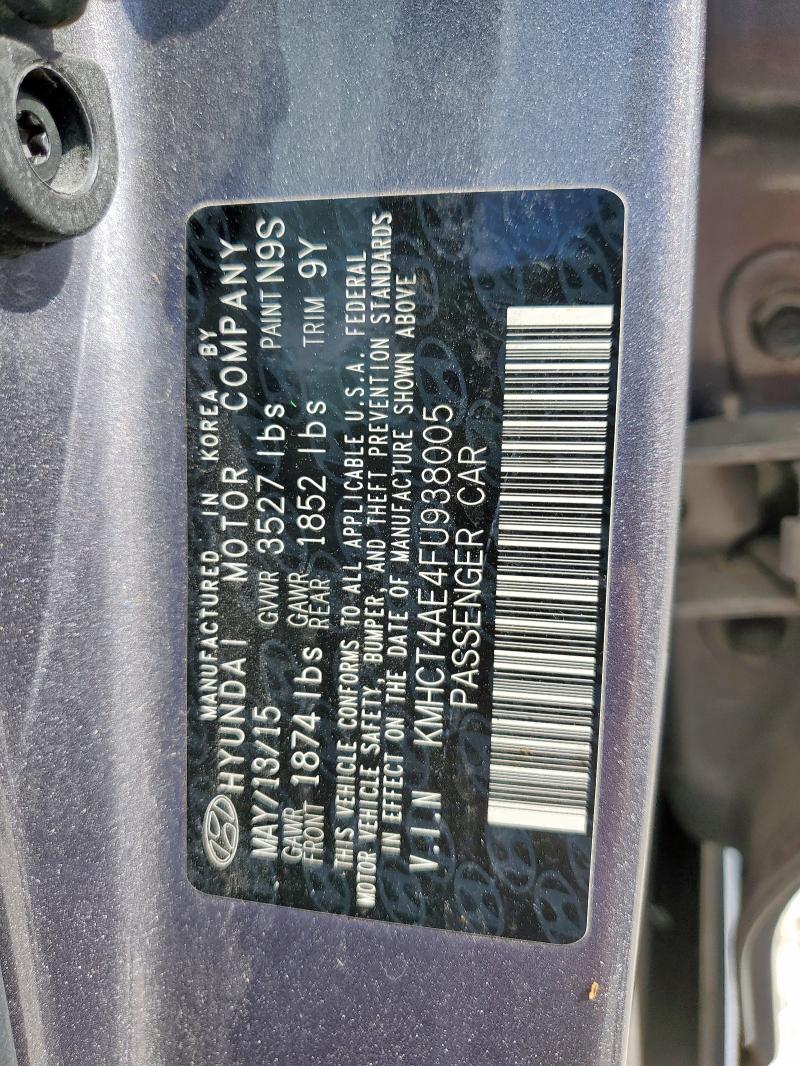 MANUFACTURED IN KOREA BY
HYUNDAI MOTOR COMPANY
MAY/13/15 GVWR 3527 lbs PAINT N9S
GAWR FRONT 1874 lbs GAWR REAR 1852 lbs TRIM 9Y
THIS VEHICLE CONFORMS TO ALL APPLICABLE U.S.A. FEDERAL
MOTOR VEHICLE SAFETY, BUMPER, AND THEFT PREVENTION STANDARDS
IN EFFECT ON THE DATE OF MANUFACTURE SHOWN ABOVE
V.I.N KMHCT4AE4FU938005
PASSENGER CAR